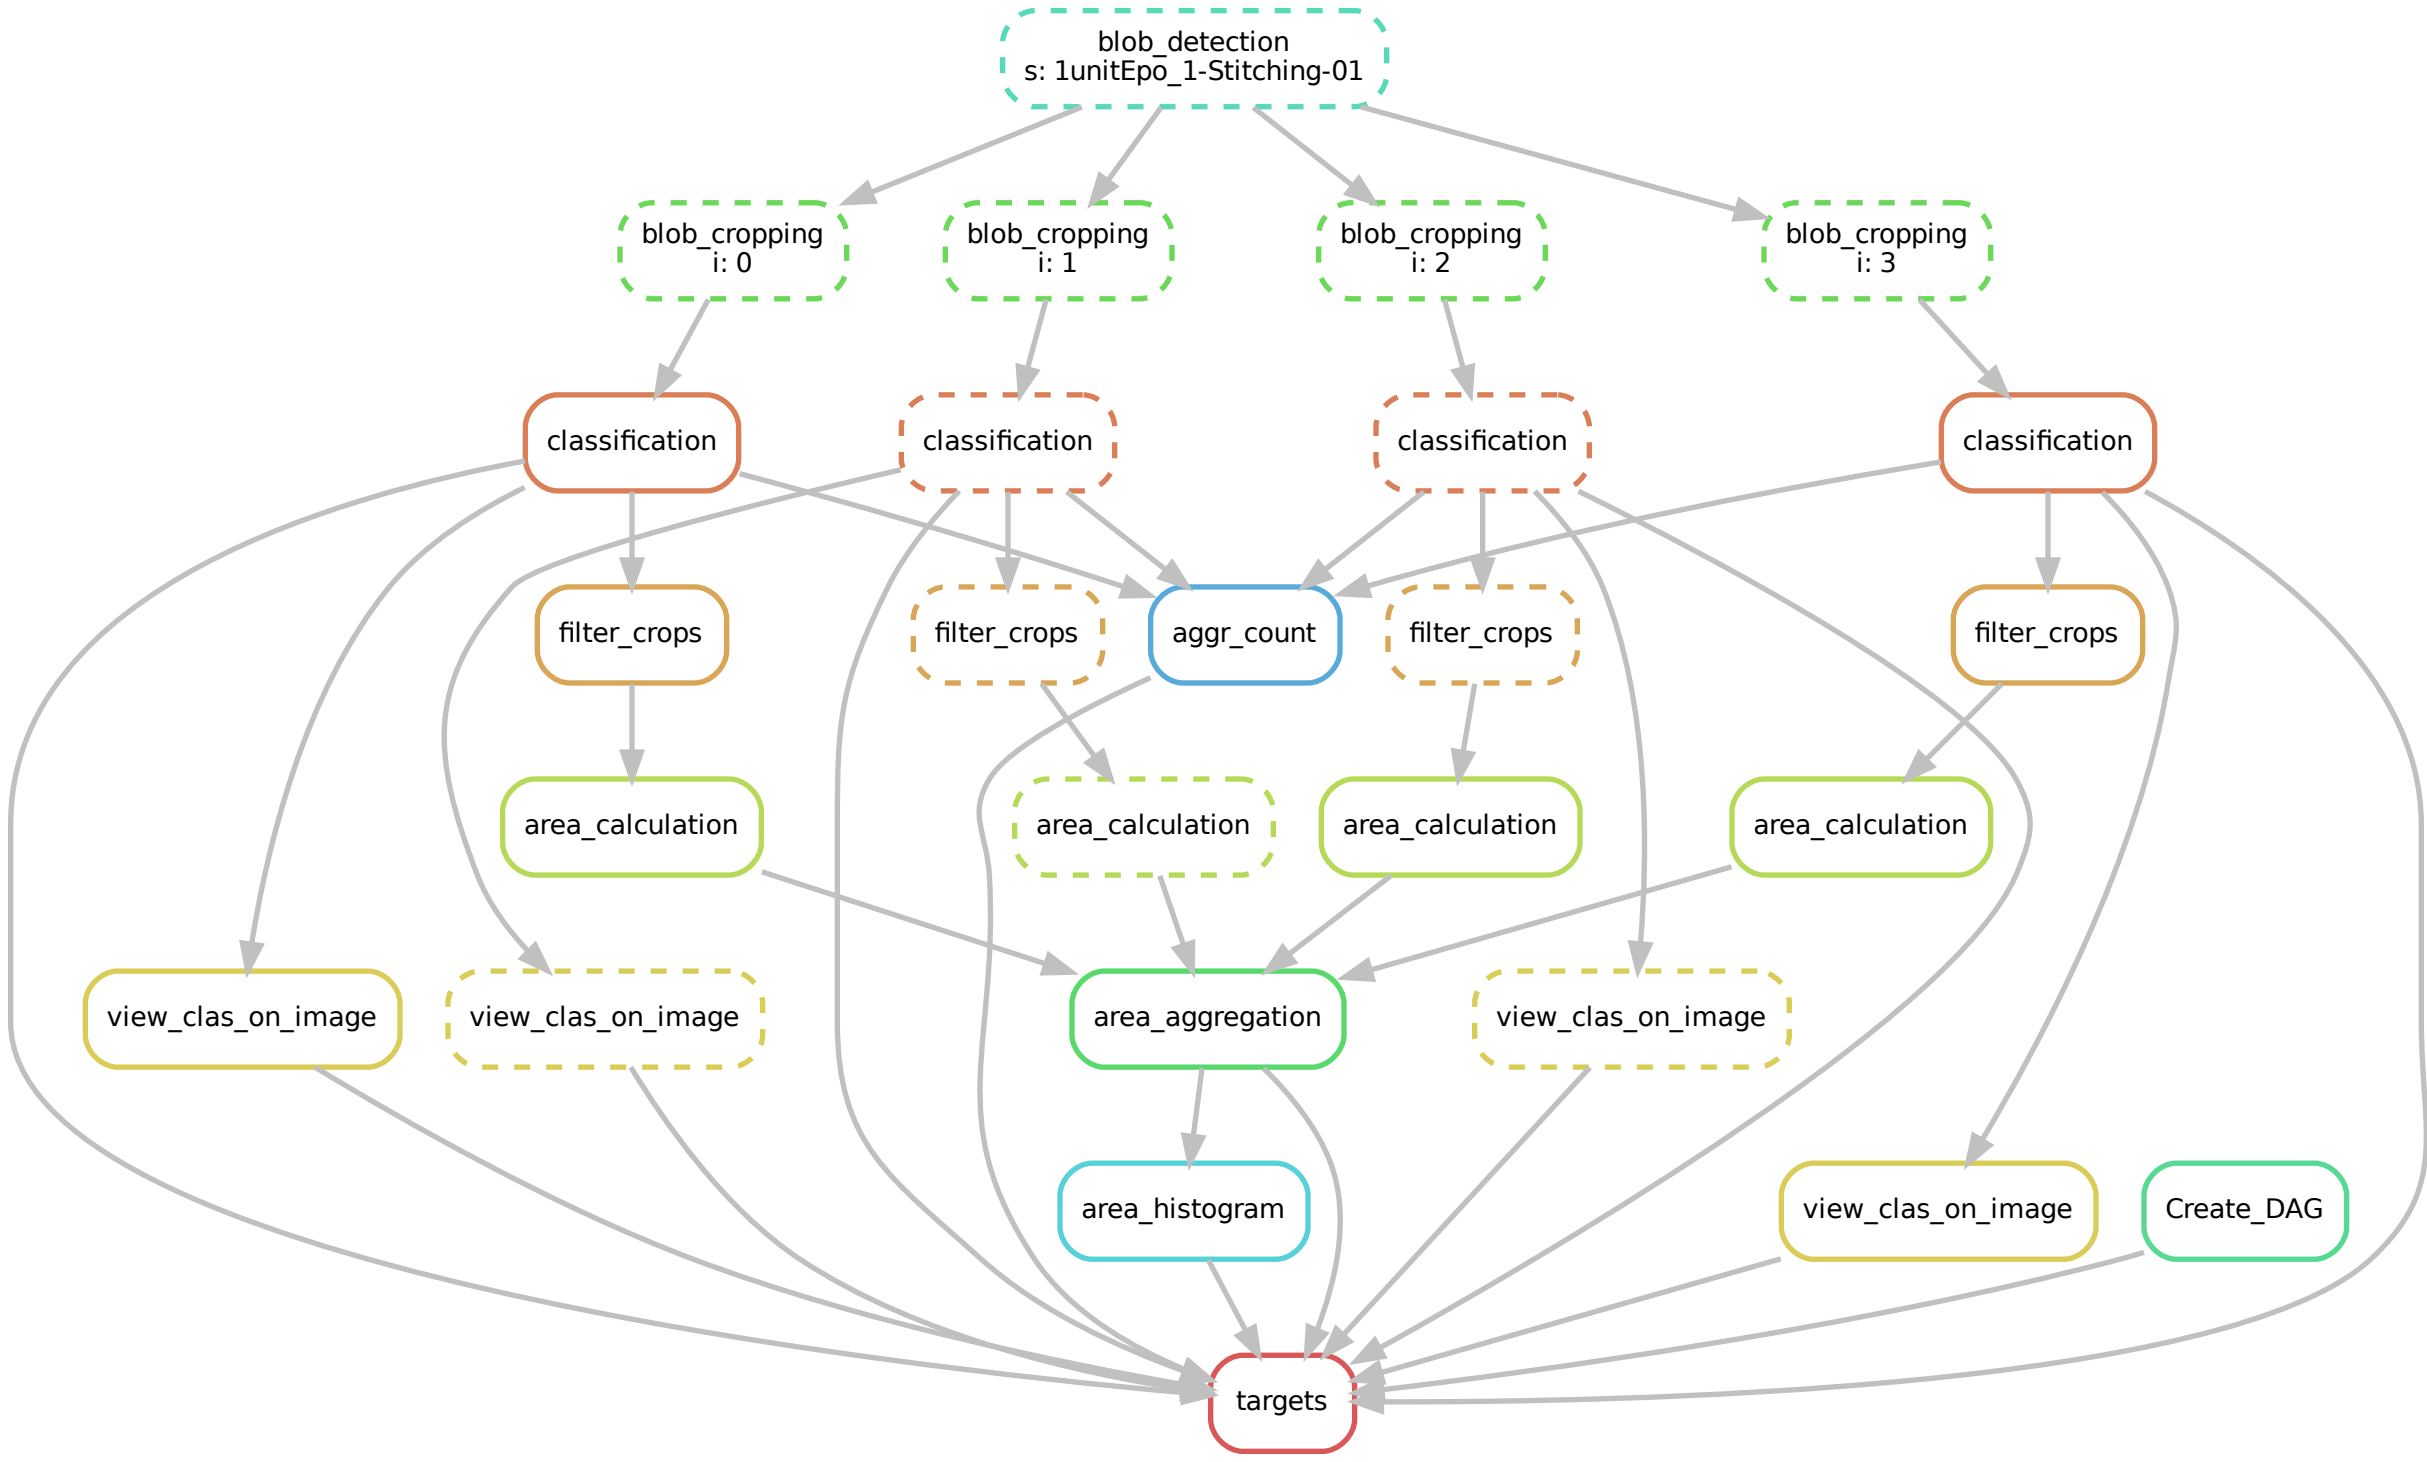 blob_detection
s: 1unitEpo_1-Stitching-01
blob_cropping
i: 0
blob_cropping
i: 1
blob_cropping
i: 2
blob_cropping
i: 3
classification
classification
classification
classification
filter_crops
filter_crops
aggr_count
filter_crops
filter_crops
area_calculation
area_calculation
area_calculation
area_calculation
view_clas_on_image
view_clas_on_image
area_aggregation
view_clas_on_image
area_histogram
view_clas_on_image
Create_DAG
targets